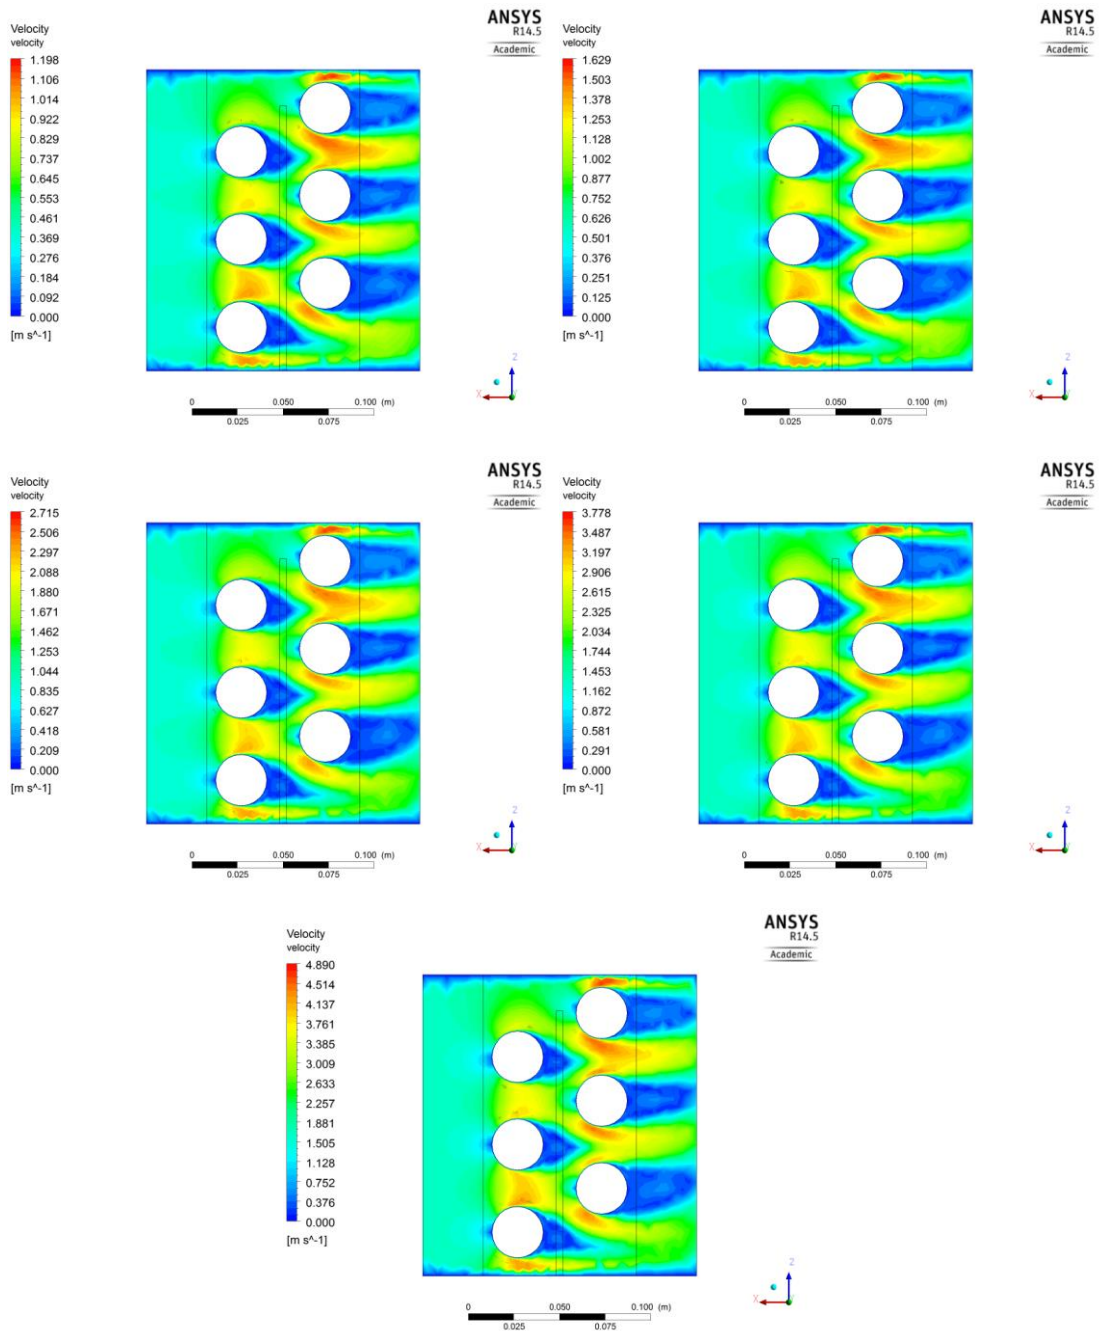 Velocity
velocity
1.198
1.106
1.014
0.922
0.829
0.737
0.645
0.553
0.461
0.369
0.276
0.184
0.092
0.000
[m s^-1]
ANSYS
R14.5
Academic
0 0.050 0.100 (m)
0.025 0.075
Z
X
Velocity
velocity
1.629
1.503
1.378
1.253
1.128
1.002
0.877
0.752
0.626
0.501
0.376
0.251
0.125
0.000
[m s^-1]
ANSYS
R14.5
Academic
0 0.050 0.100 (m)
0.025 0.075
Z
X
Velocity
velocity
2.715
2.506
2.297
2.088
1.880
1.671
1.462
1.253
1.044
0.835
0.627
0.418
0.209
0.000
[m s^-1]
ANSYS
R14.5
Academic
0 0.050 0.100 (m)
0.025 0.075
Z
X
Velocity
velocity
3.778
3.487
3.197
2.906
2.615
2.325
2.034
1.744
1.453
1.162
0.872
0.581
0.291
0.000
[m s^-1]
ANSYS
R14.5
Academic
0 0.050 0.100 (m)
0.025 0.075
Z
X
Velocity
velocity
4.890
4.514
4.137
3.761
3.385
3.009
2.633
2.257
1.881
1.505
1.128
0.752
0.376
0.000
[m s^-1]
ANSYS
R14.5
Academic
0 0.050 0.100 (m)
0.025 0.075
Z
X